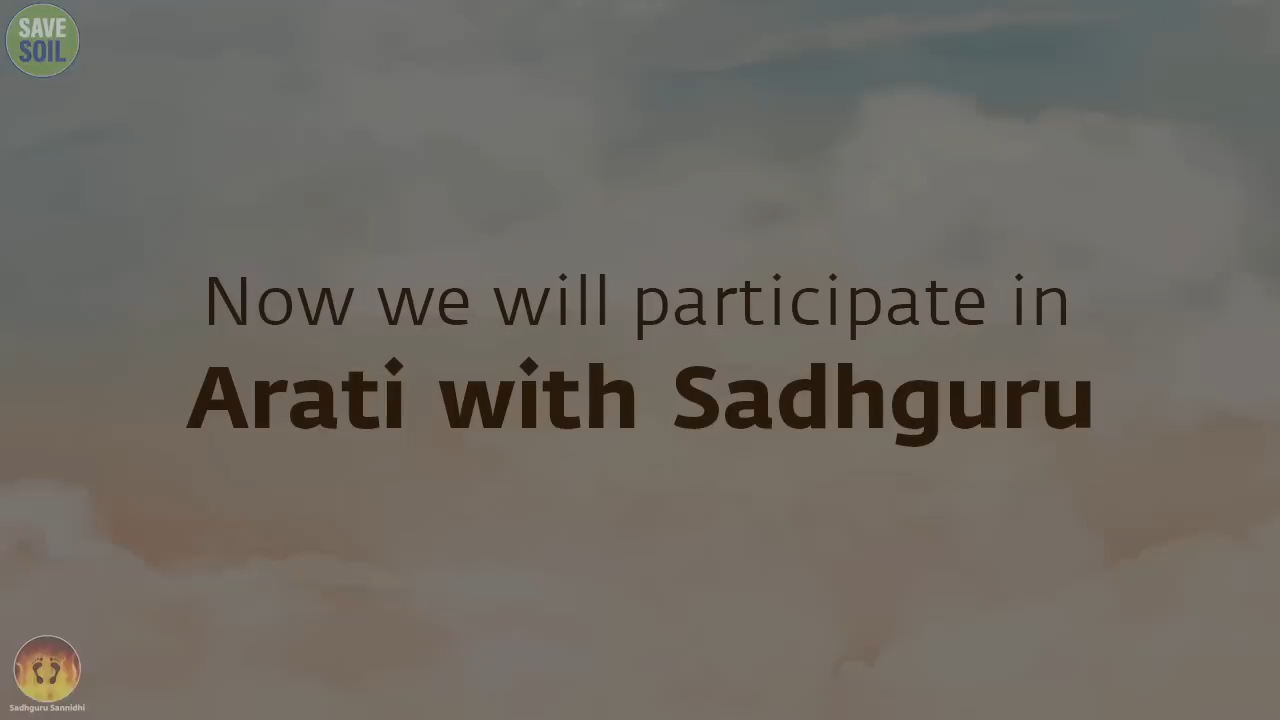 SAVE
SOIL
Now we will participate in
Arati with Sadhguru
Sadhguru Sannidhi